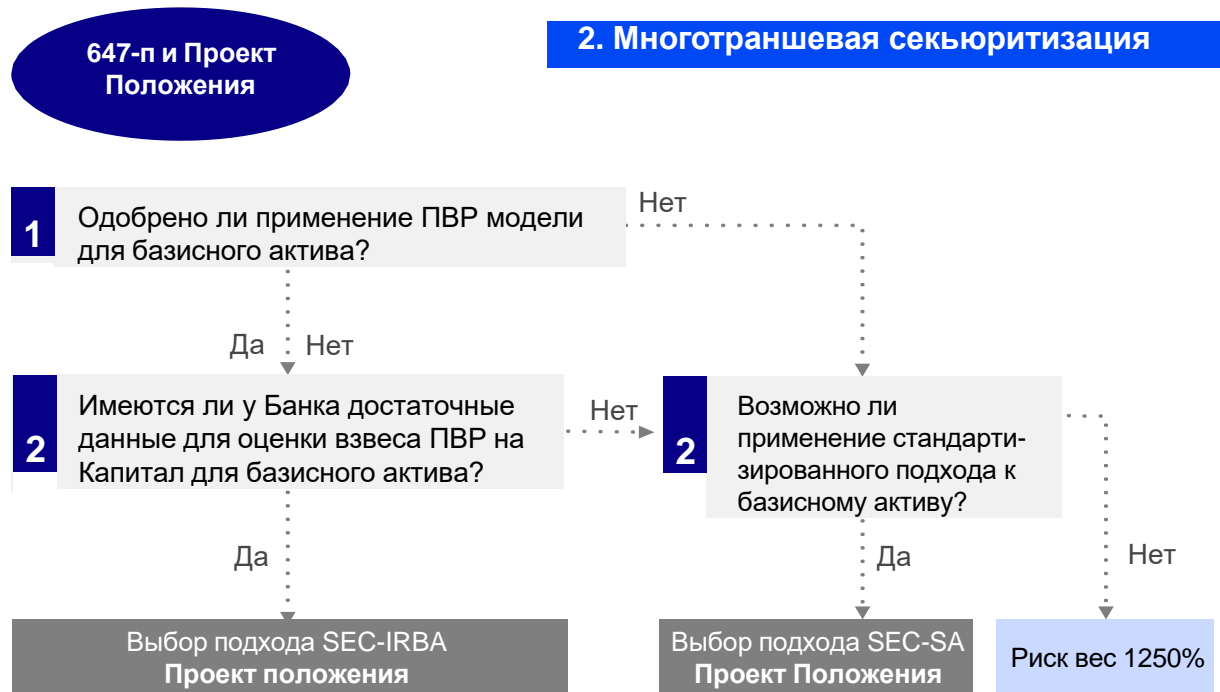 647-п и Проект
Положения
2. Многотраншевая секьюритизация
1
Одобрено ли применение ПВР модели
для базисного актива?
Нет
Да
Нет
2
Имеются ли у Банка достаточные
данные для оценки взвеса ПВР на
Капитал для базисного актива?
Нет
2
Возможно ли
применение стандарти-
зированного подхода к
базисному активу?
Да
Да
Нет
Выбор подхода SEC-IRBA
Проект положения
Выбор подхода SEC-SA
Проект Положения
Риск вес 1250%